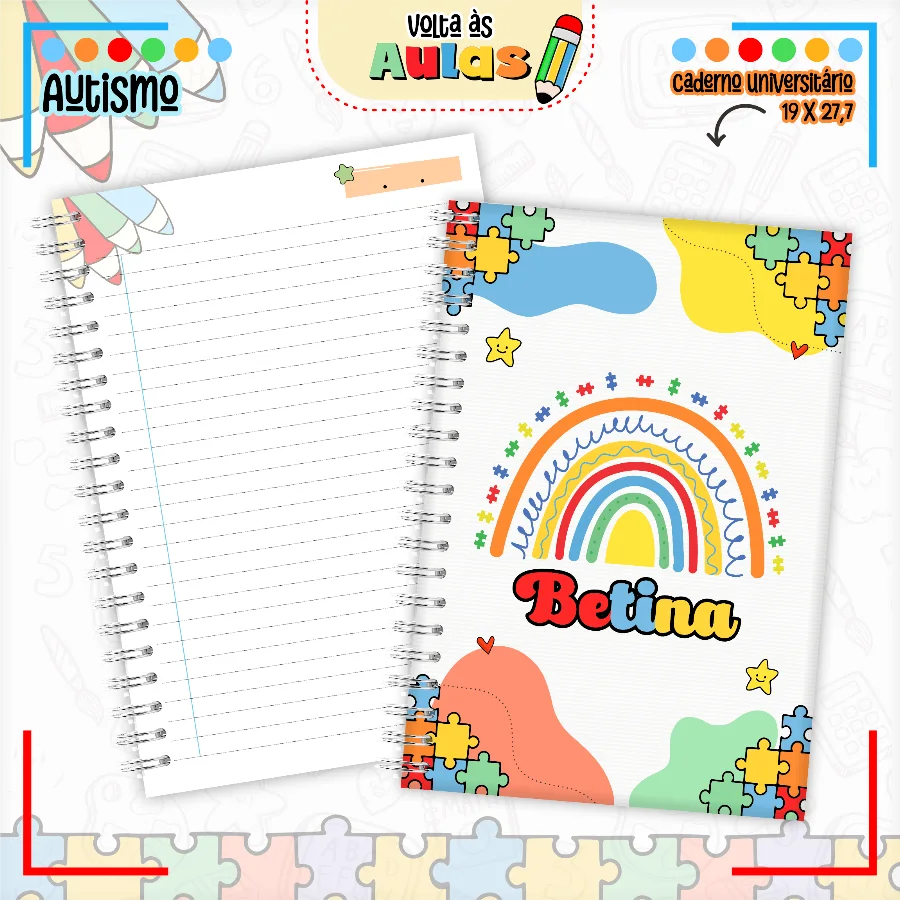 Volta às
Aulas
Autismo
Caderno universitário
19 X 27,7
Betina